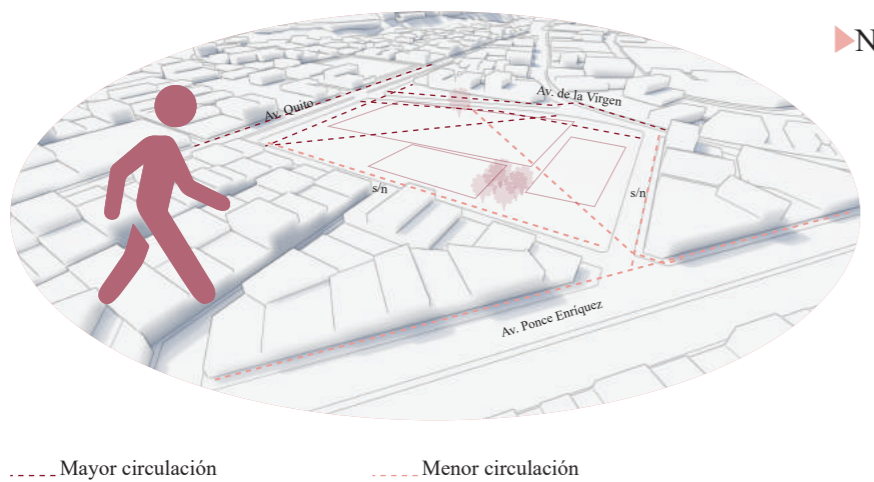 N
Av. Quito
Av. de la Virgen
s/n
s/n
Av. Ponce Enríquez
Mayor circulación
Menor circulación